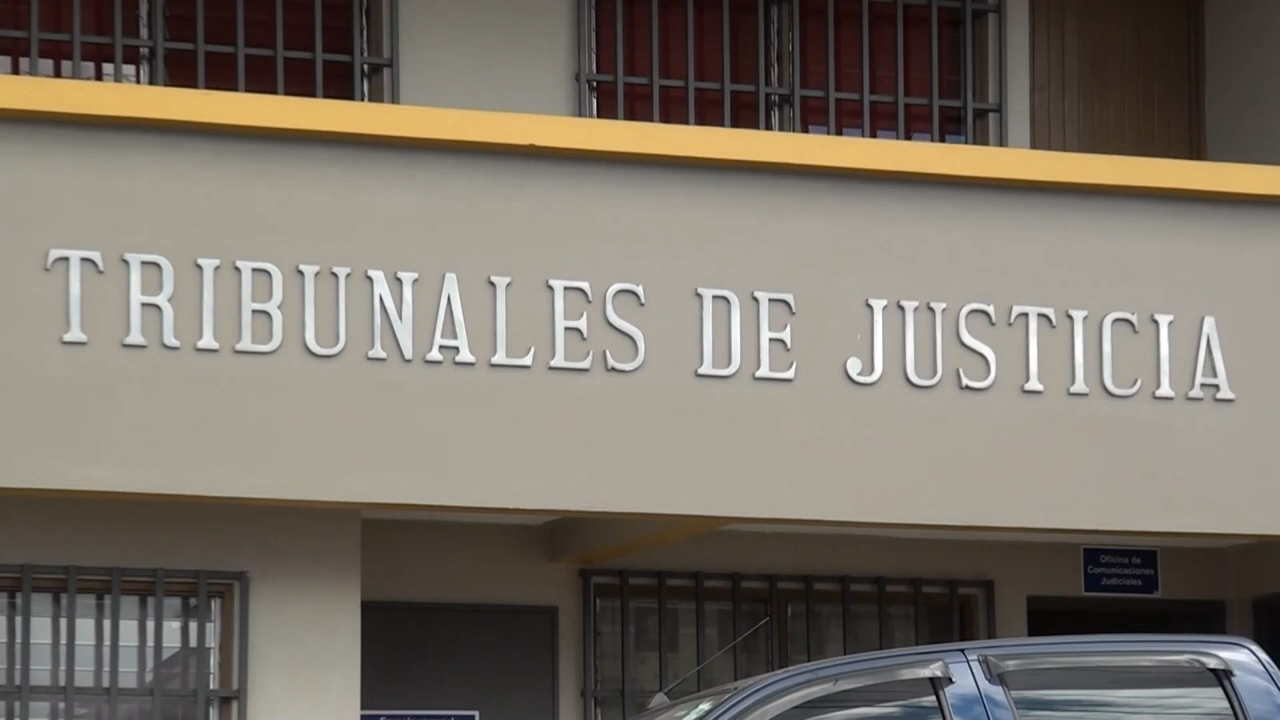 TRIBUNALES DE JUSTICIA
Oficina de
Comunicaciones
Judiciales